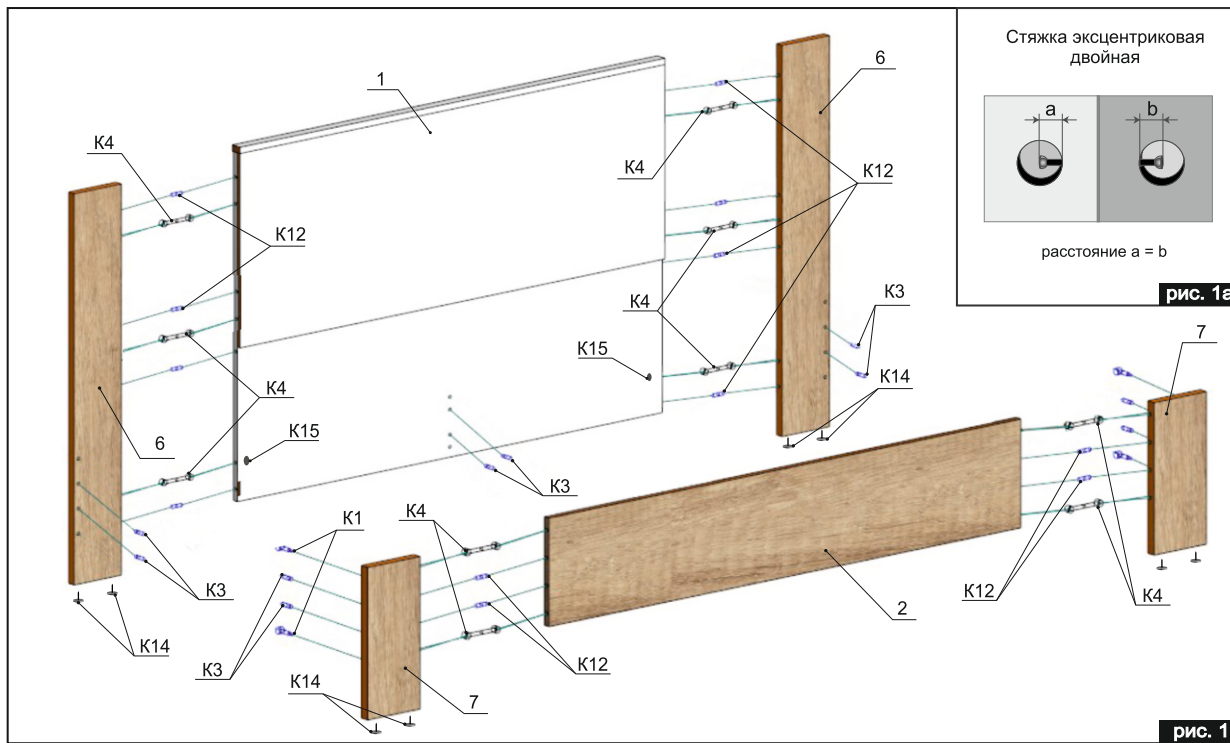 1
6
К4
К4
К12
К12
К4
К3
К15
К14
К4
6
К15
К3
К3
К14
К1
К4
К3
К12
К14
7
2
К12
К4
7
Стяжка эксцентриковая
двойная
a
b
расстояние a = b
рис. 1а
рис. 1